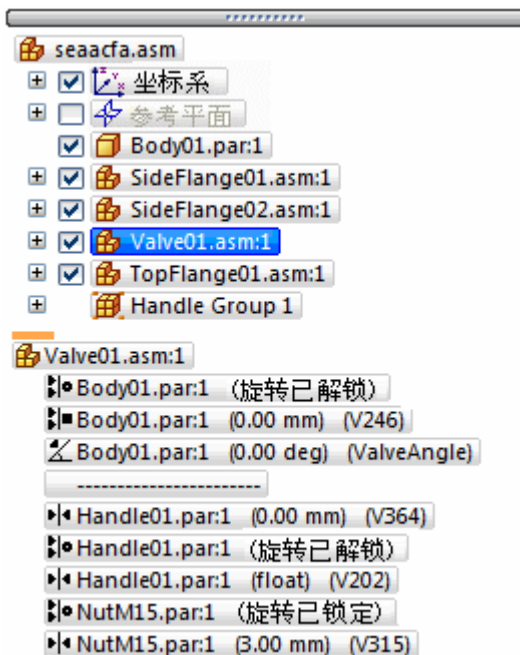 seaacfa.asm
坐标系
参考平面
Body01.par:1
SideFlange01.asm:1
SideFlange02.asm:1
Valve01.asm:1
TopFlange01.asm:1
Handle Group 1
Valve01.asm:1
Body01.par:1 (旋转已解锁)
Body01.par:1 (0.00 mm) (V246)
Body01.par:1 (0.00 deg) (ValveAngle)
-----------------------
Handle01.par:1 (0.00 mm) (V364)
Handle01.par:1 (旋转已解锁)
Handle01.par:1 (float) (V202)
NutM15.par:1 (旋转已锁定)
NutM15.par:1 (3.00 mm) (V315)